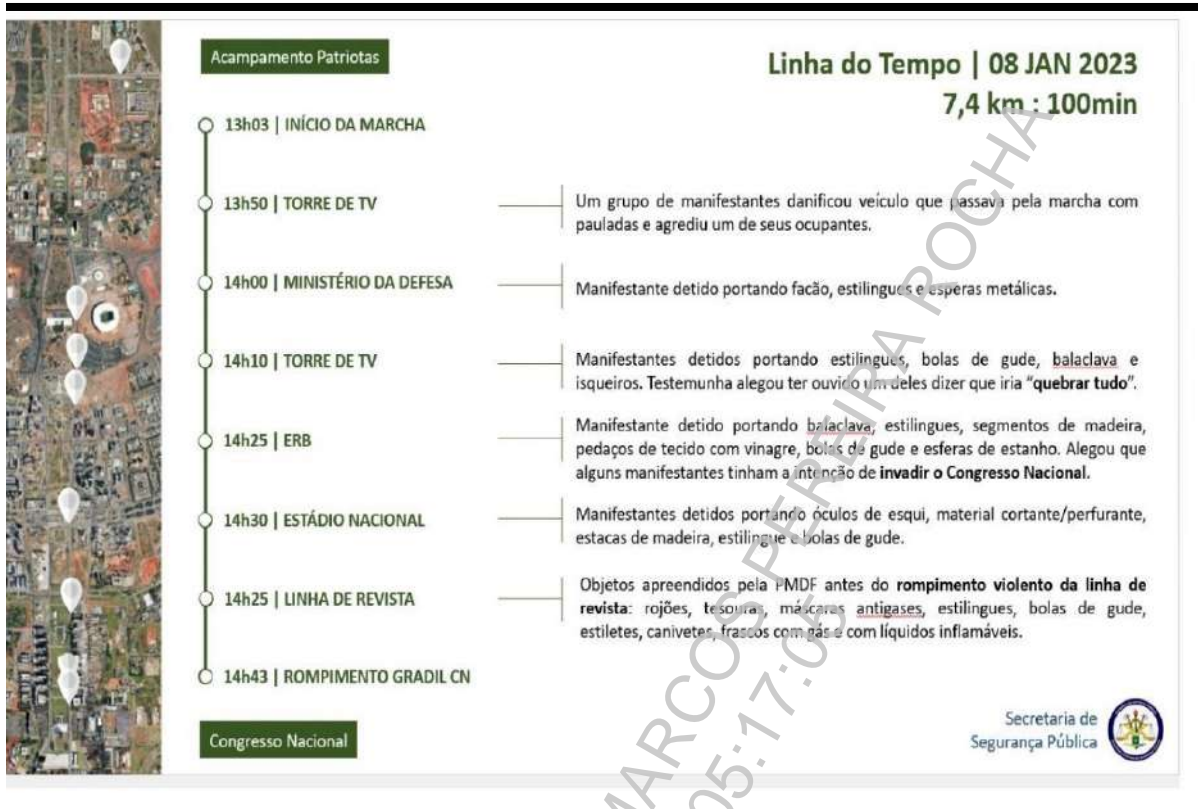 Acampamento Patriotas
Linha do Tempo | 08 JAN 2023
7,4 km : 100min
13h03 | INÍCIO DA MARCHA
13h50 | TORRE DE TV
Um grupo de manifestantes danificou veículo que passava pela marcha com
pauladas e agrediu um de seus ocupantes.
14h00 | MINISTÉRIO DA DEFESA
Manifestante detido portando facão, estilingues e esperas metálicas.
14h10 | TORRE DE TV
Manifestantes detidos portando estilingues, bolas de gude, balaclava e
isqueiros. Testemunha alegou ter ouvido um deles dizer que iria “quebrar tudo”.
14h25 | ERB
Manifestante detido portando balaclava, estilingues, segmentos de madeira,
pedaços de tecido com vinagre, bolas de gude e esferas de estanho. Alegou que
alguns manifestantes tinham a intenção de invadir o Congresso Nacional.
14h30 | ESTÁDIO NACIONAL
Manifestantes detidos portando óculos de esqui, material cortante/perfurante,
estacas de madeira, estilingue e bolas de gude.
14h25 | LINHA DE REVISTA
Objetos apreendidos pela PMDF antes do rompimento violento da linha de
revista: rojões, tesouras, máscaras antigases, estilingues, bolas de gude,
estiletes, canivetes, frascos com gás e com líquidos inflamáveis.
14h43 | ROMPIMENTO GRADIL CN
Congresso Nacional
Secretaria de
Segurança Pública
MARCOS PEREIRA ROCHA
05:17:05